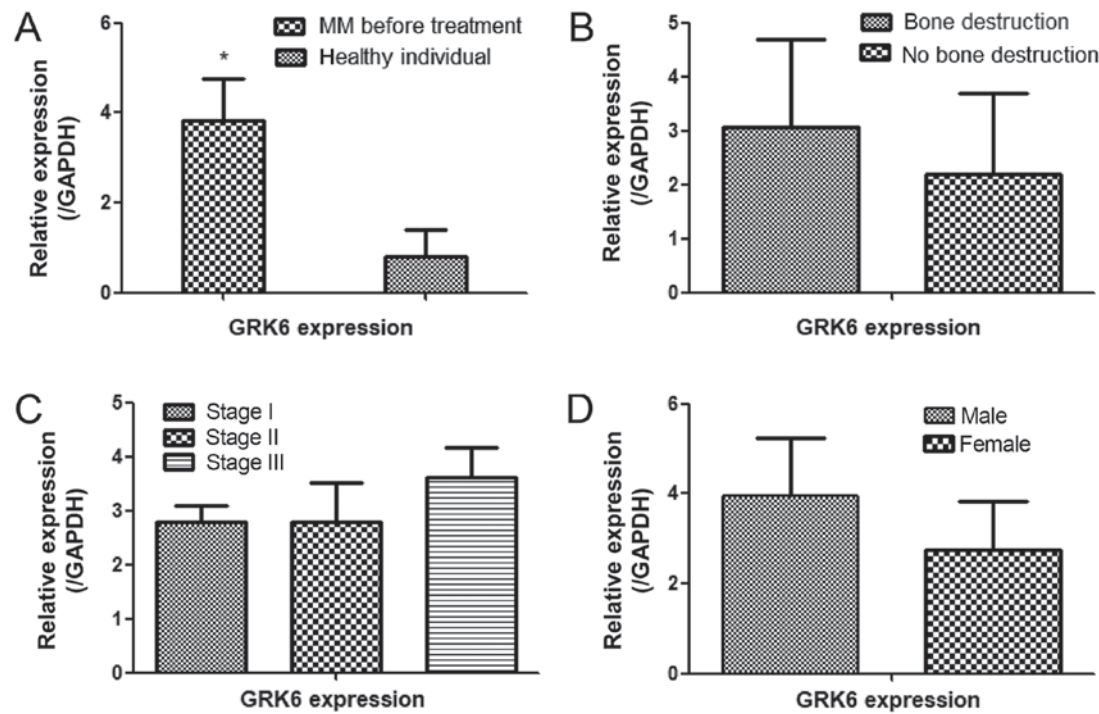 A
6
4
2
0
Relative expression
(/GAPDH)
MM before treatment
Healthy individual
*
GRK6 expression
B
5
4
3
2
1
0
Relative expression
(/GAPDH)
Bone destruction
No bone destruction
GRK6 expression
C
5
4
3
2
1
0
Relative expression
(/GAPDH)
Stage I
Stage II
Stage III
GRK6 expression
D
6
4
2
0
Relative expression
(/GAPDH)
Male
Female
GRK6 expression